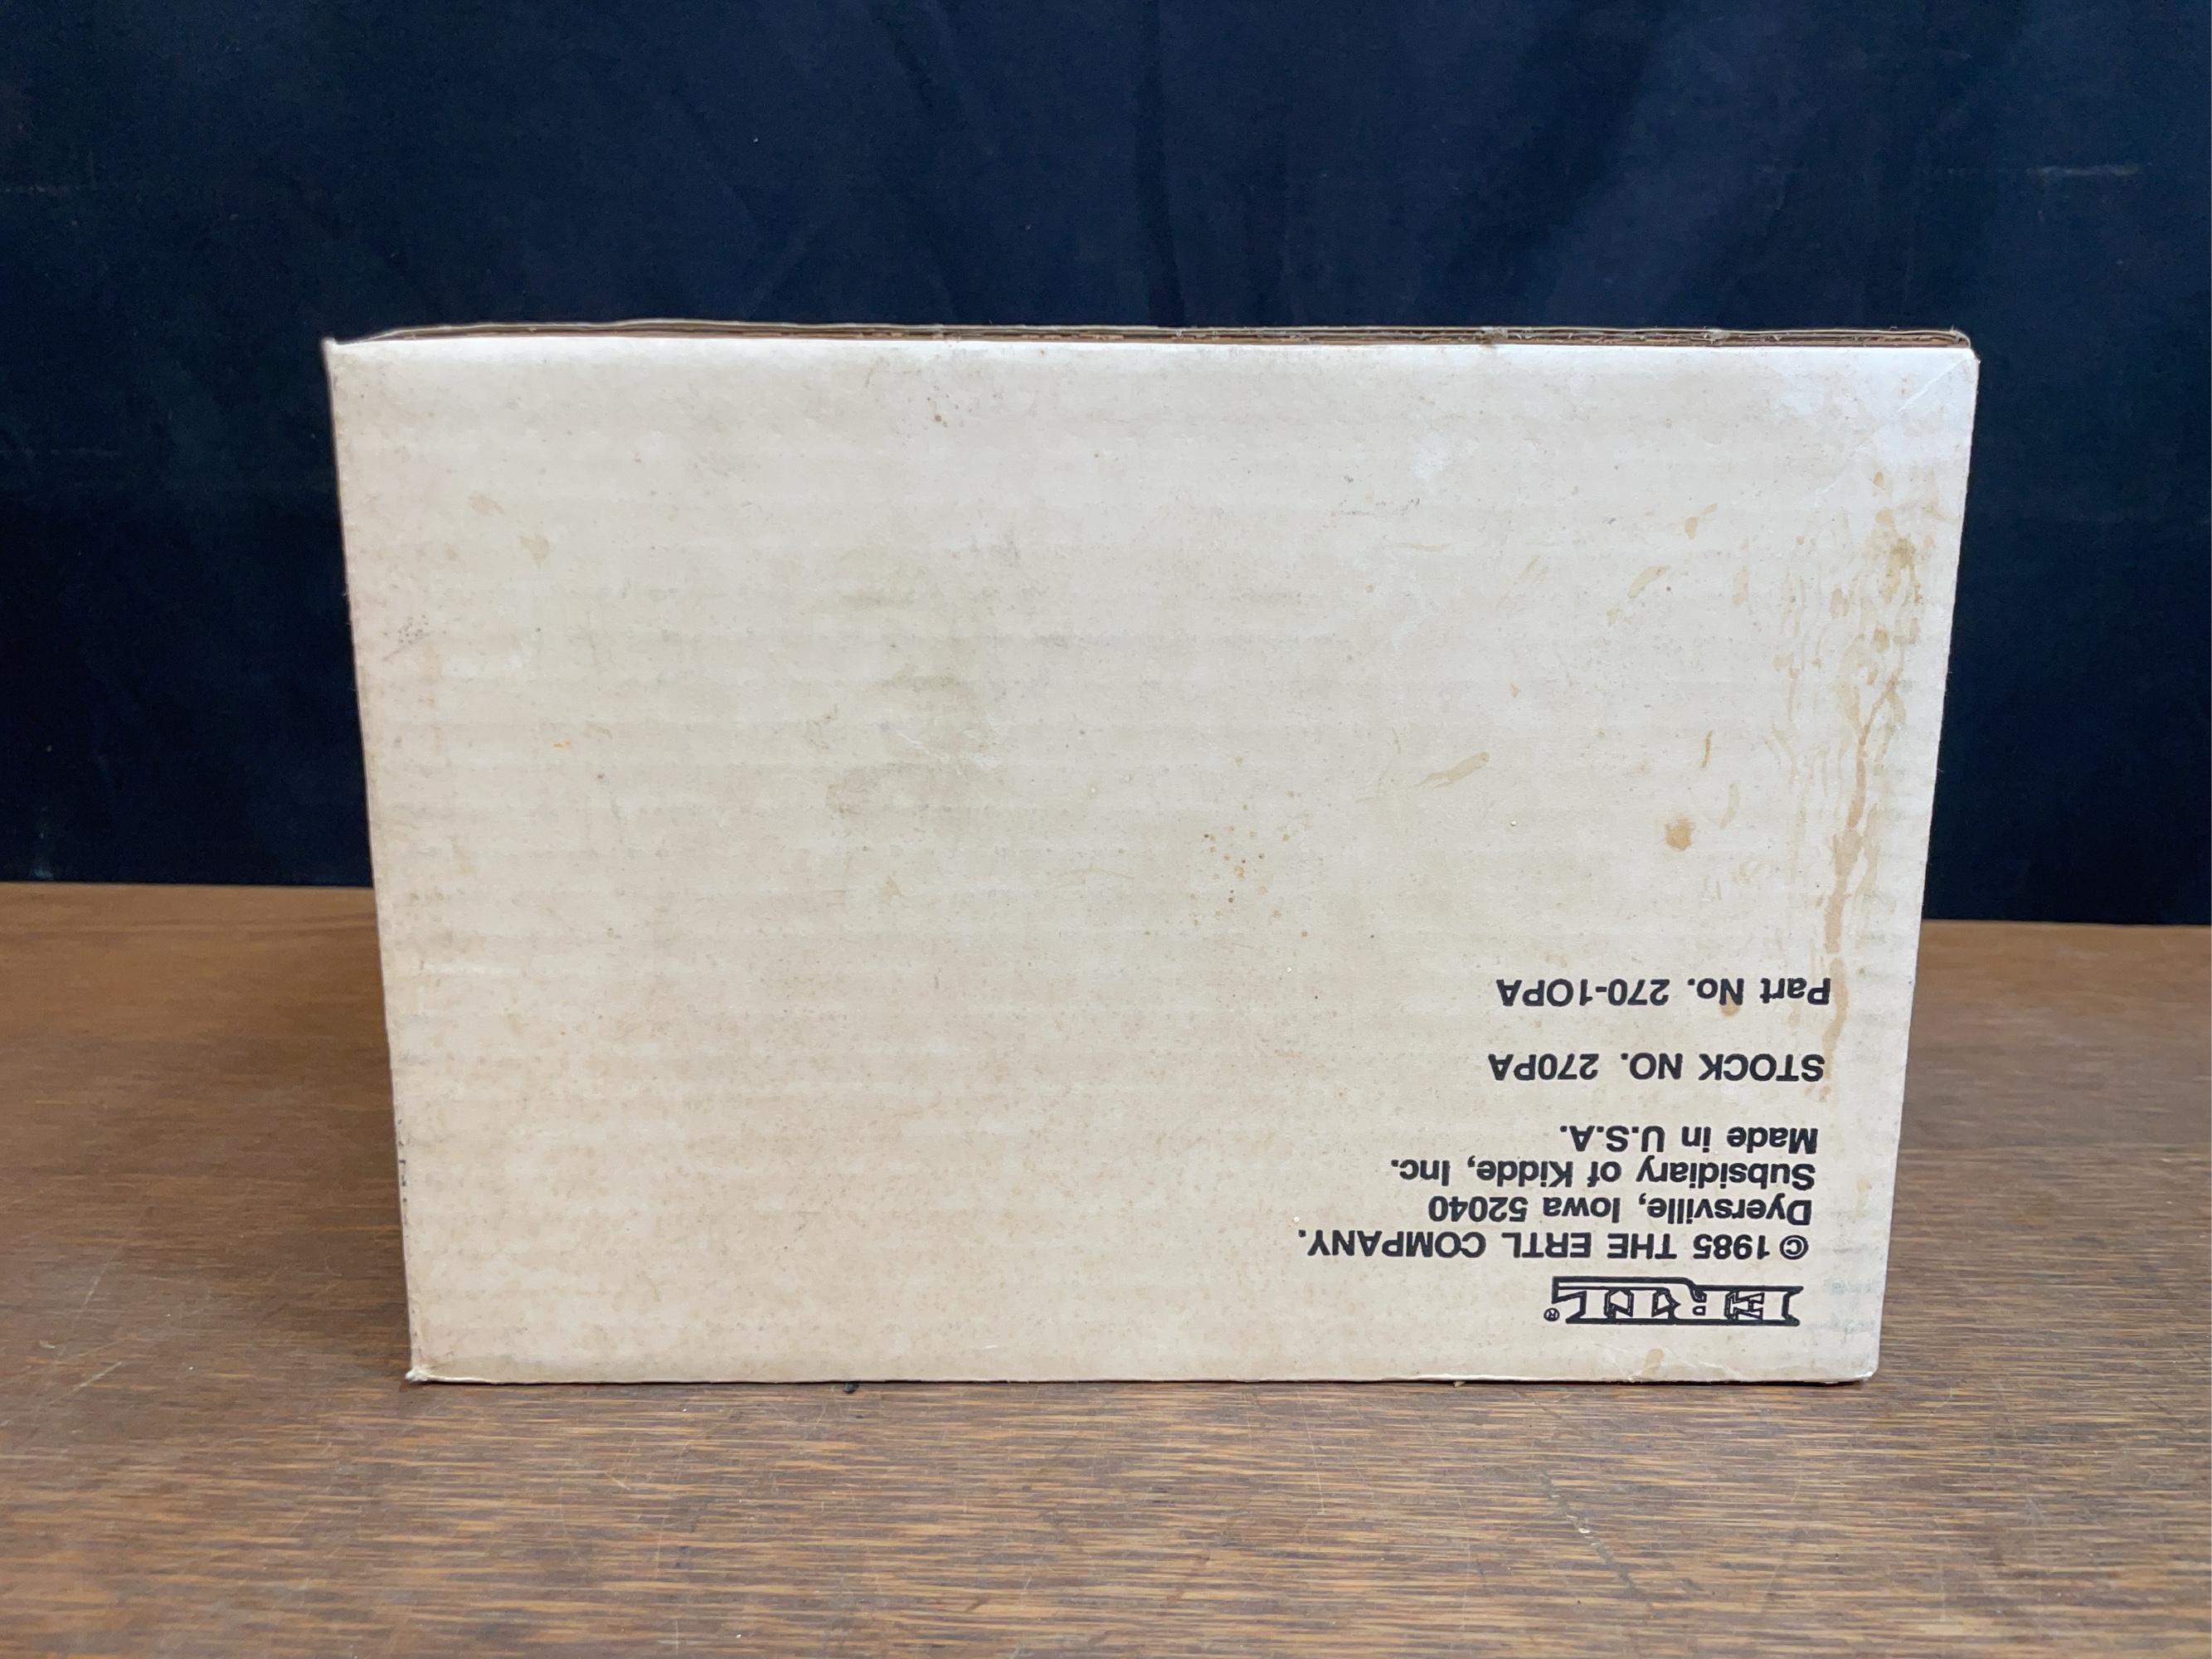 ERTL®
© 1985 THE ERTL COMPANY.
Dyersville, Iowa 52040
Subsidiary of Kidde, Inc.
Made in U.S.A.
STOCK NO. 270PA
Part No. 270-1OPA